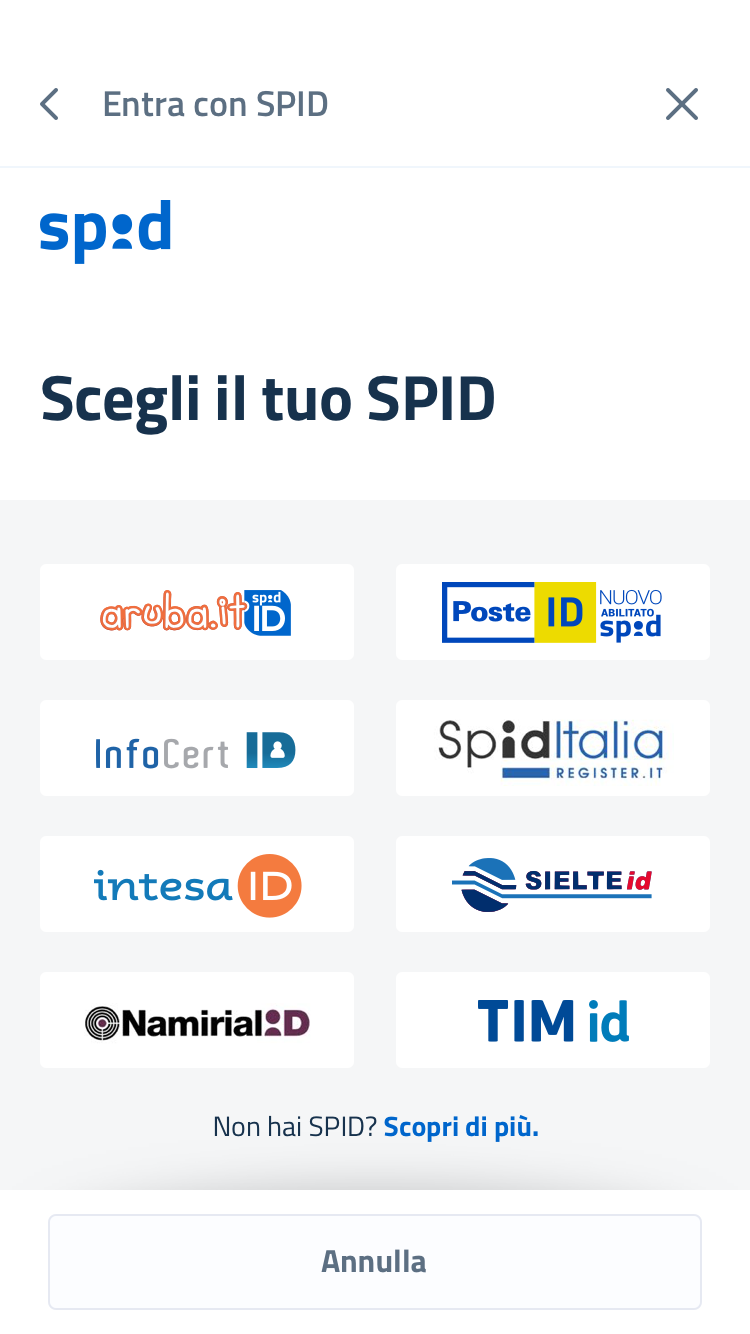 Entra con SPID
spid
Scegli il tuo SPID
aruba.it spid ID
Poste ID NUOVO ABILITATO spid
InfoCert ID
SpidItalia
REGISTER.IT
intesa ID
SIELTE id
Namirial ID
TIM id
Non hai SPID? Scopri di più.
Annulla